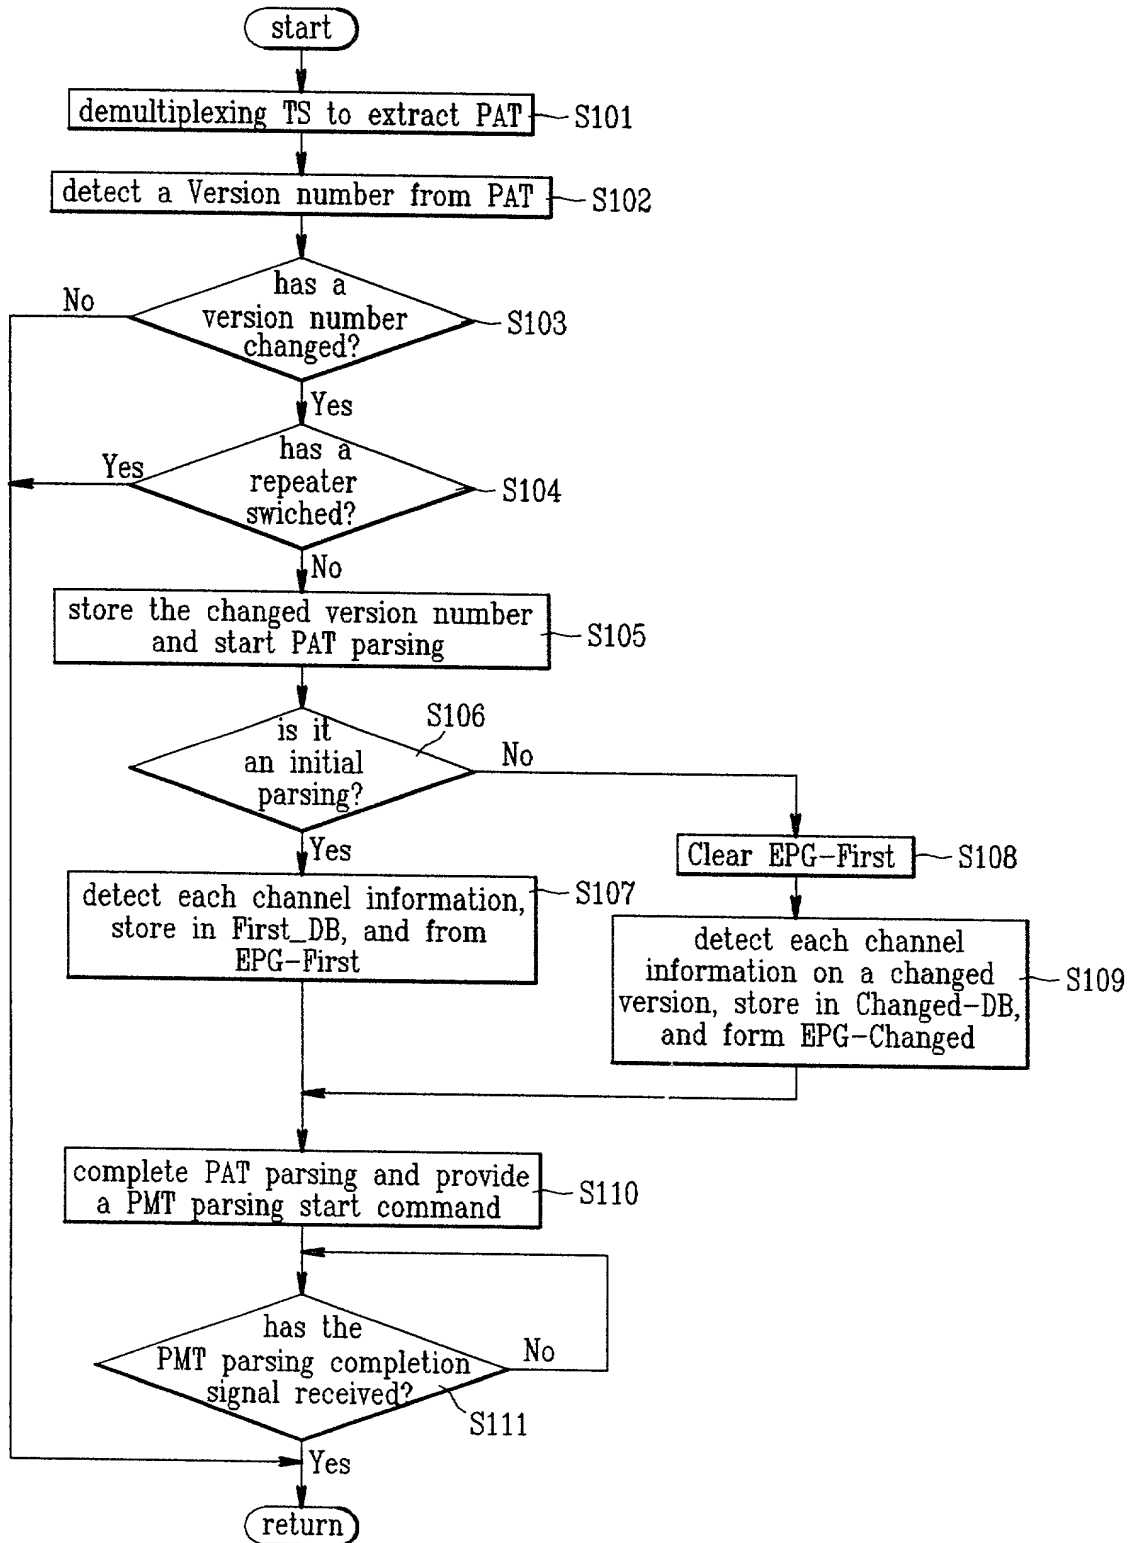 start
demultiplexing TS to extract PAT
S101
detect a Version number from PAT
S102
has a
version number
changed?
S103
No
Yes
has a
repeater
swiched?
S104
Yes
No
store the changed version number
and start PAT parsing
S105
is it
an initial
parsing?
S106
No
Yes
Clear EPG-First
S108
detect each channel information,
store in First_DB, and from
EPG-First
S107
detect each channel
information on a changed
version, store in Changed-DB,
and form EPG-Changed
S109
complete PAT parsing and provide
a PMT parsing start command
S110
has the
PMT parsing completion
signal received?
S111
No
Yes
return